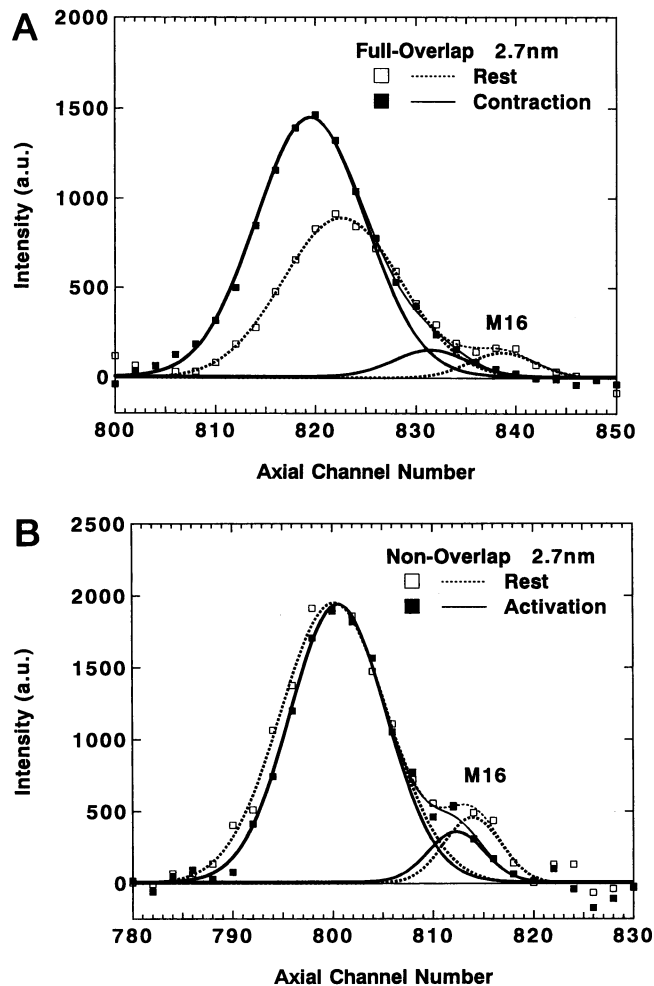 A
2000
1500
1000
500
0
Intensity (a.u.)
Full-Overlap 2.7nm
Rest
Contraction
M16
800 810 820 830 840 850
Axial Channel Number
B
2500
2000
1500
1000
500
0
Intensity (a.u.)
Non-Overlap 2.7nm
Rest
Activation
M16
780 790 800 810 820 830
Axial Channel Number